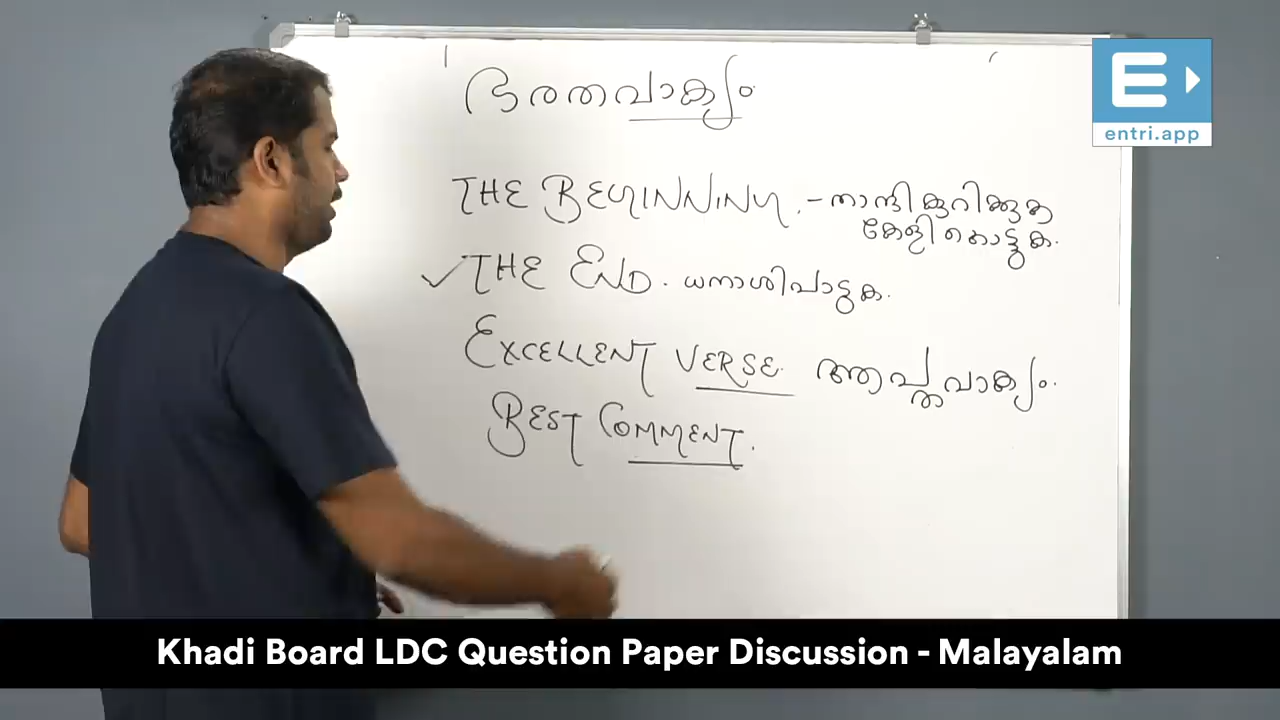 ഭരതവാക്യം
THE BEGINNING. - നാന്ദികുറിക്കുക
കേളികൊട്ടുക.
✓ THE END. ധനാശിപാടുക.
EXCELLENT VERSE. ആപ്തവാക്യം.
BEST COMMENT.
E
entri.app
Khadi Board LDC Question Paper Discussion - Malayalam